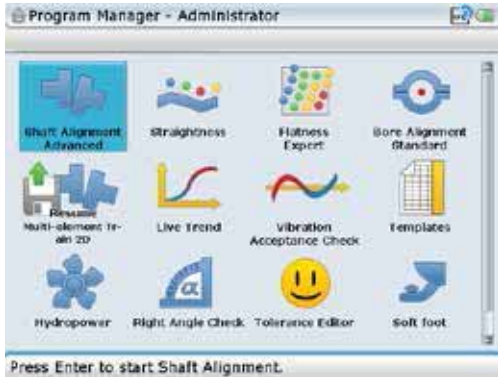 Program Manager - Administrator
Shaft Alignment
Advanced
Straightness
Flatness
Expert
Bore Alignment
Standard
Resume
Multi-element Tr-
ain 2D
Live Trend
Vibration
Acceptance Check
Templates
Hydropower
α
Right Angle Check
Tolerance Editor
Soft foot
Press Enter to start Shaft Alignment.